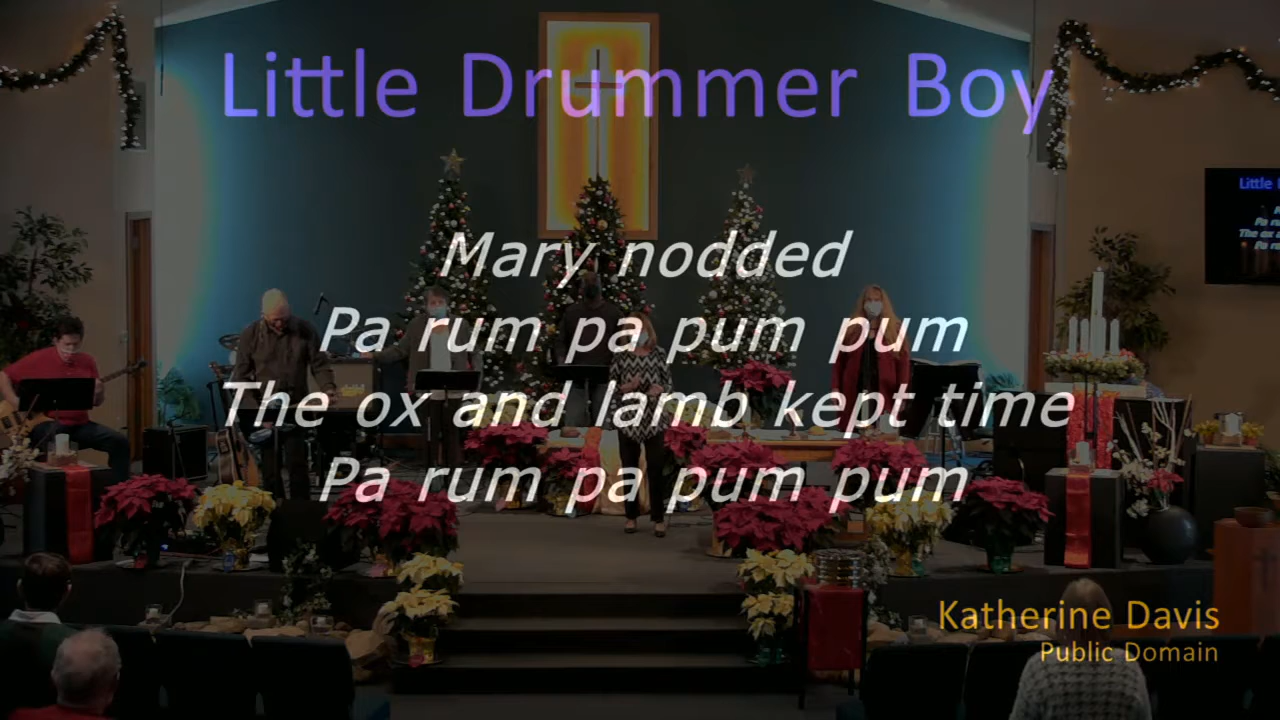 Little Drummer Boy
Mary nodded
Pa rum pa pum pum
The ox and lamb kept time
Pa rum pa pum pum
Katherine Davis
Public Domain
Little